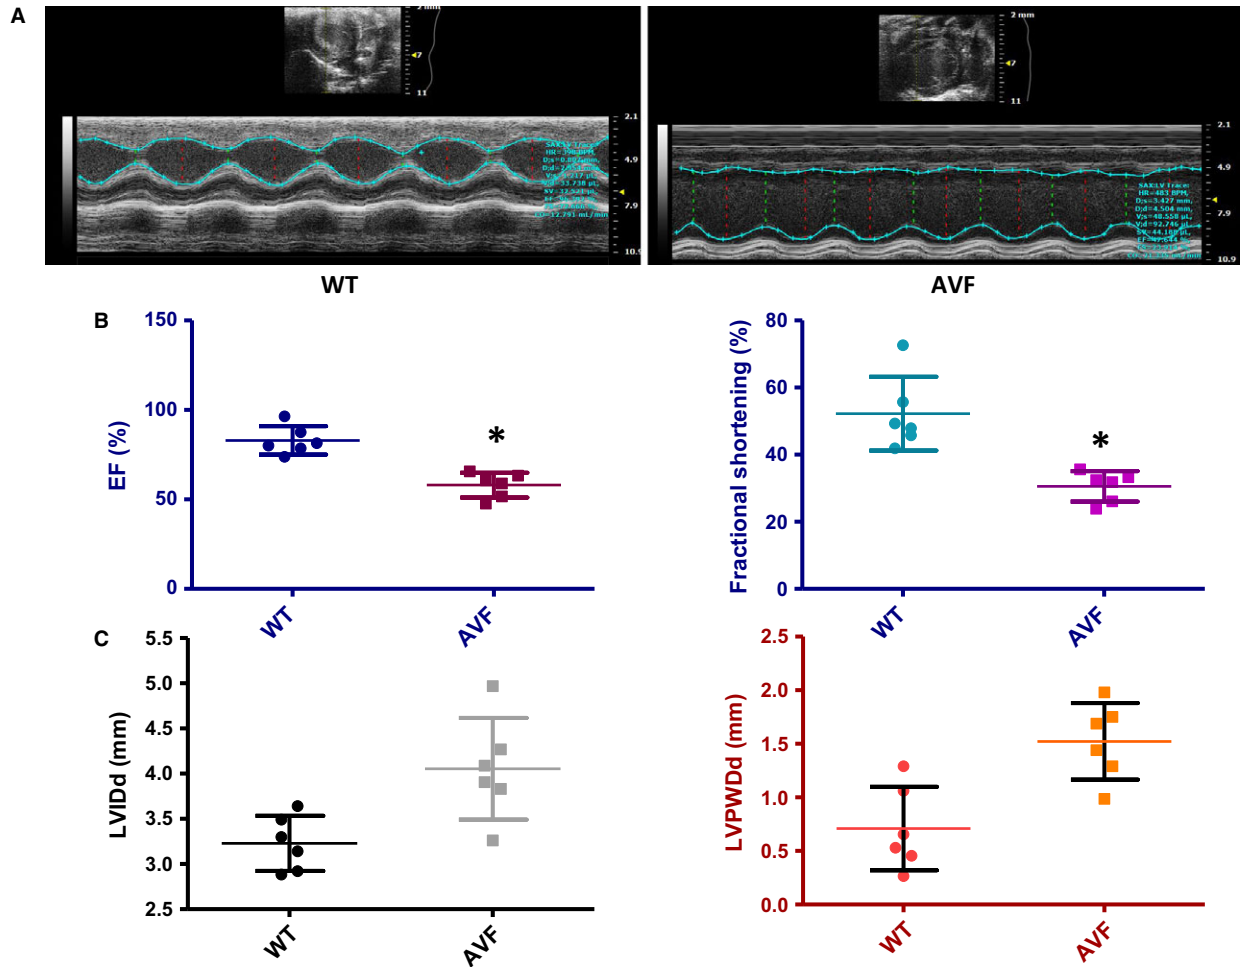 A
2 mm
7
11
2.1
4.9
7.9
10.9
SAX:LV Trace:
2 mm
7
11
2.1
4.9
7.9
10.9
SAX:LV Trace:
HR=483 BPM,
D;s=3.427 mm,
D;d=4.504 mm,
V;s=48.558 µL,
V;d=92.746 µL,
WT
AVF
B
EF (%)
150
100
50
0
*
WT
AVF
Fractional shortening (%)
80
60
40
20
0
*
WT
AVF
C
LVIDd (mm)
5.5
5.0
4.5
4.0
3.5
3.0
2.5
WT
AVF
LVPWDd (mm)
2.5
2.0
1.5
1.0
0.5
0.0
WT
AVF